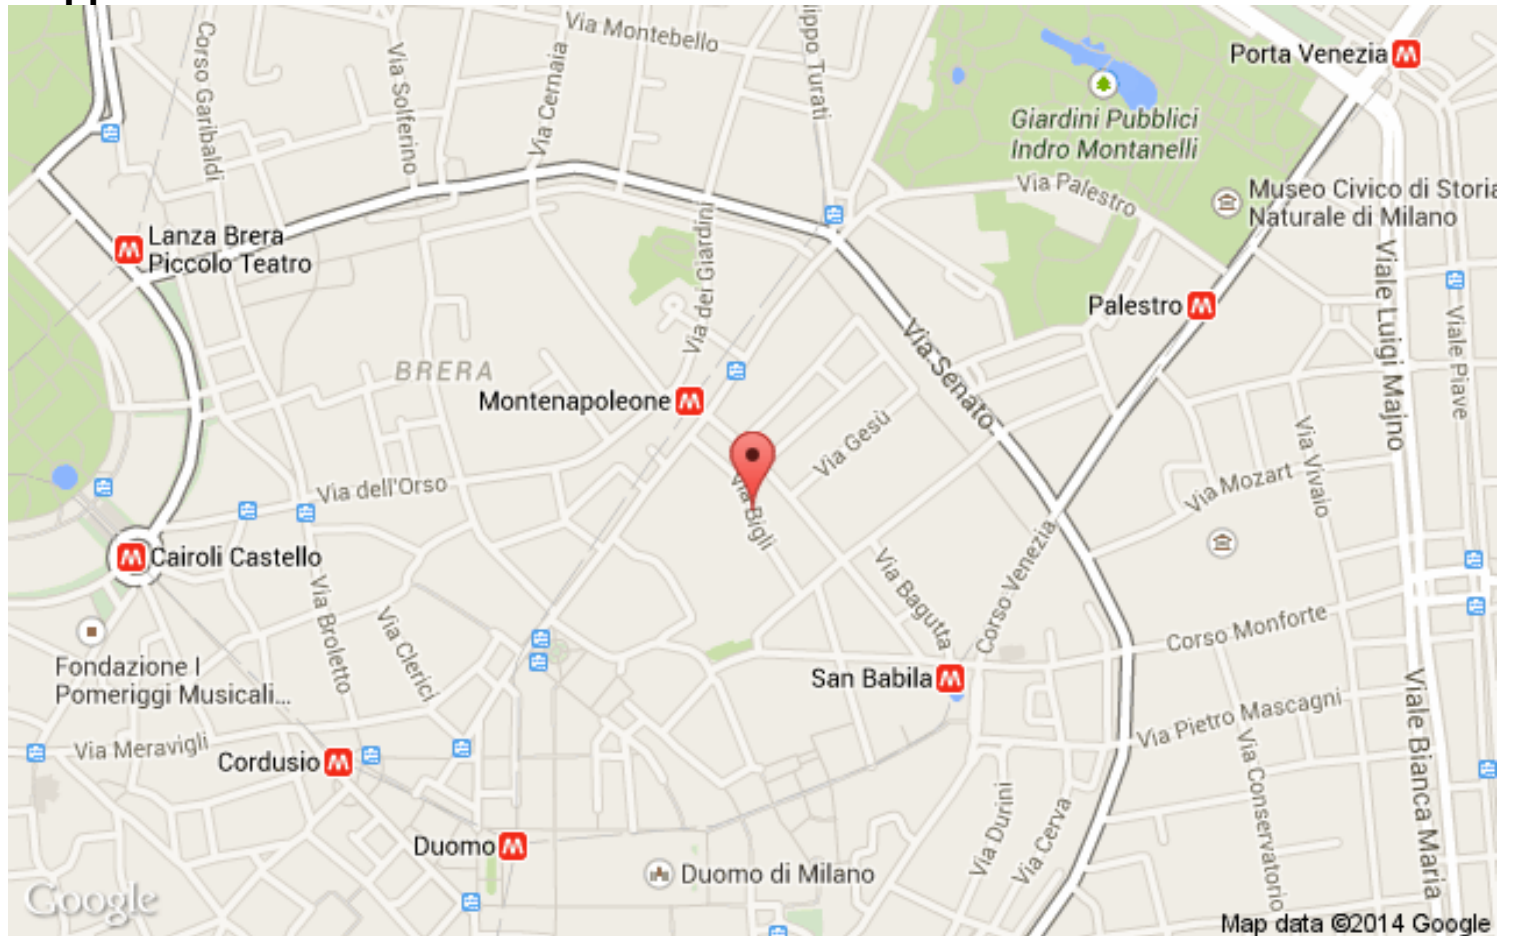 Via Montebello
Porta Venezia
Corso Garibaldi
Via Solferino
Via Cernaia
ippo Turati
Giardini Pubblici
Indro Montanelli
Via Palestro
Museo Civico di Storia
Naturale di Milano
Lanza Brera
Piccolo Teatro
Via dei Giardini
Viale Luigi Majno
Palestro
Viale Piave
Via Senato
BRERA
Montenapoleone
Via Gesù
Via Vivaio
Via Mozart
Via dell'Orso
Via Bigli
Cairoli Castello
Via Bagutta
Corso Venezia
Via Broletto
Via Clerici
Corso Monforte
Fondazione I
Pomeriggi Musicali...
San Babila
Viale Bianca Maria
Via Pietro Mascagni
Via Meravigli
Cordusio
Via Conservatorio
Via Durini
Via Cerva
Duomo
Duomo di Milano
Google
Map data ©2014 Google